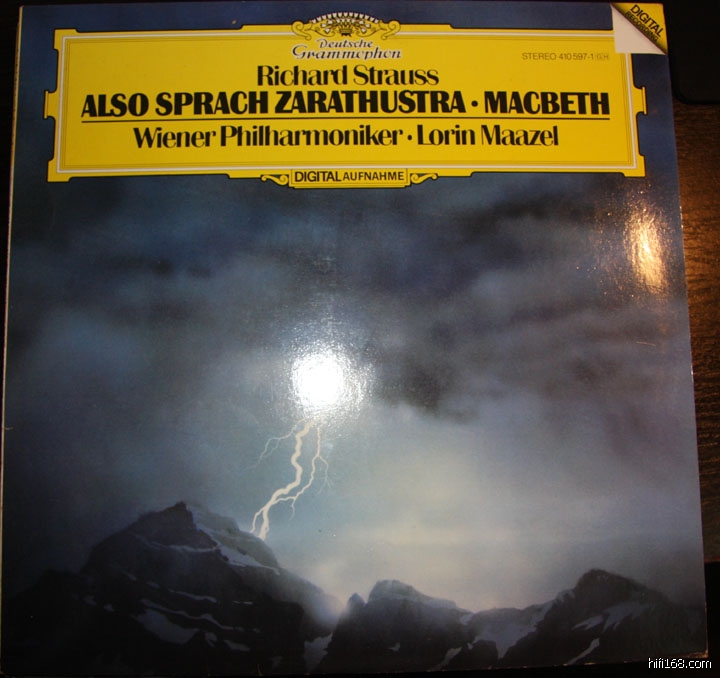 DIGITAL
Deutsche
Grammophon
STEREO 410 597-1 GH
Richard Strauss
ALSO SPRACH ZARATHUSTRA · MACBETH
Wiener Philharmoniker · Lorin Maazel
DIGITAL AUFNAHME
hifi168.com